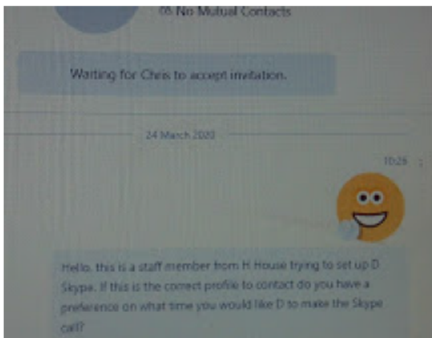 No Mutual Contacts
Waiting for Chris to accept invitation.
24 March 2020
10:26
Hello, this is a staff member from H House trying to set up D
Skype. If this is the correct profile to contact do you have a
preference on what time you would like D to make the Skype
call?